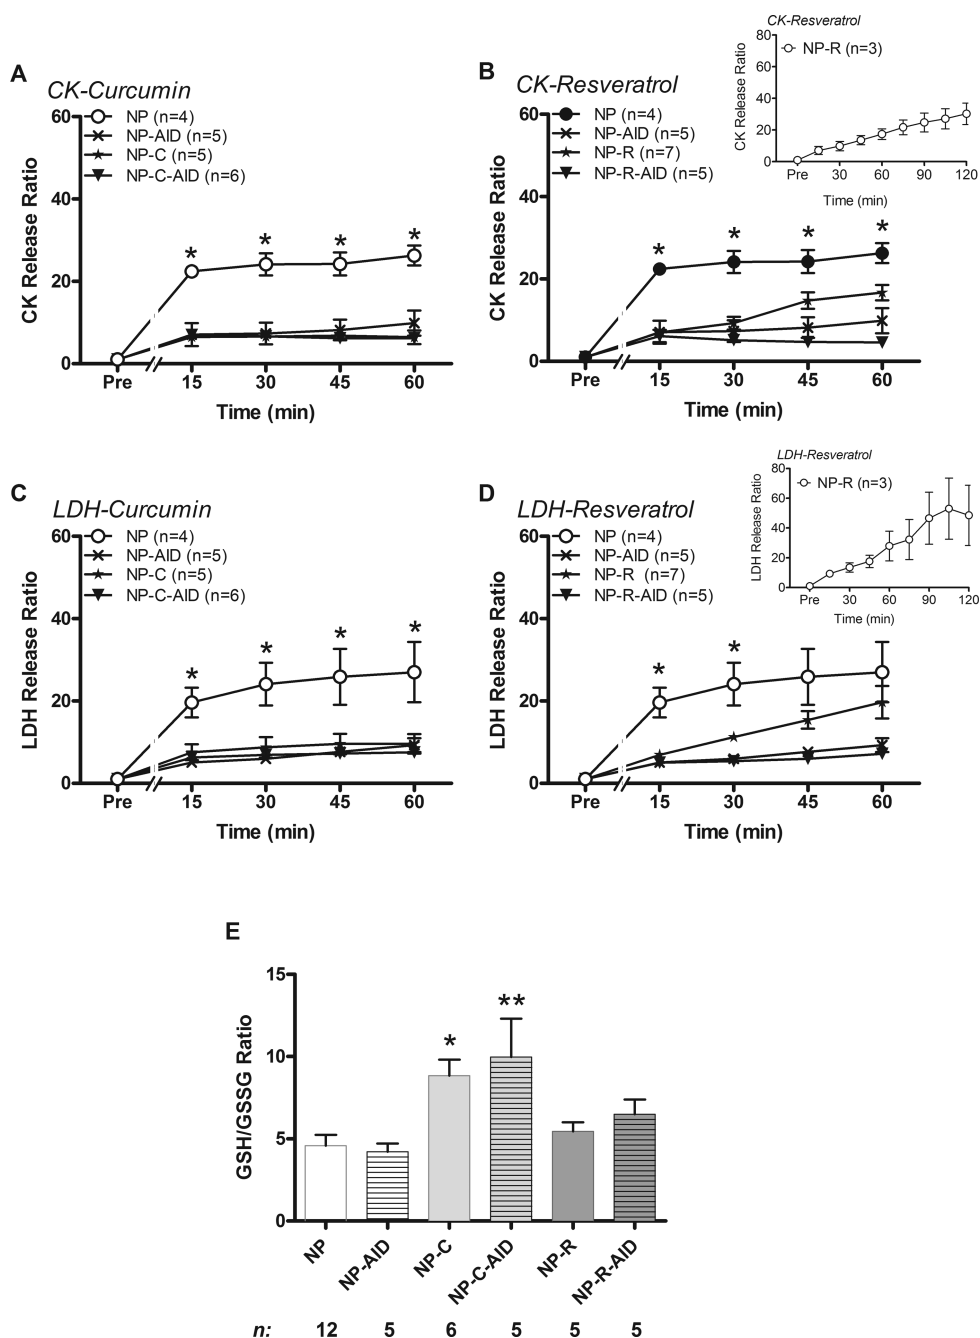 A
CK-Curcumin
NP (n=4)
NP-AID (n=5)
NP-C (n=5)
NP-C-AID (n=6)
CK Release Ratio
60
40
20
0
* * * *
Pre 15 30 45 60
Time (min)
B
CK-Resveratrol
NP (n=4)
NP-AID (n=5)
NP-R (n=7)
NP-R-AID (n=5)
CK Release Ratio
60
40
20
0
* * * *
Pre 15 30 45 60
Time (min)
CK-Resveratrol
NP-R (n=3)
CK Release Ratio
80
60
40
20
0
Pre 30 60 90 120
Time (min)
C
LDH-Curcumin
NP (n=4)
NP-AID (n=5)
NP-C (n=5)
NP-C-AID (n=6)
LDH Release Ratio
60
40
20
0
* * * *
Pre 15 30 45 60
Time (min)
D
LDH-Resveratrol
NP (n=4)
NP-AID (n=5)
NP-R (n=7)
NP-R-AID (n=5)
LDH Release Ratio
60
40
20
0
* *
Pre 15 30 45 60
Time (min)
LDH-Resveratrol
NP-R (n=3)
LDH Release Ratio
80
60
40
20
0
Pre 30 60 90 120
Time (min)
E
GSH/GSSG Ratio
15
10
5
0
* **
NP NP-AID NP-C NP-C-AID NP-R NP-R-AID
n: 12 5 6 5 5 5